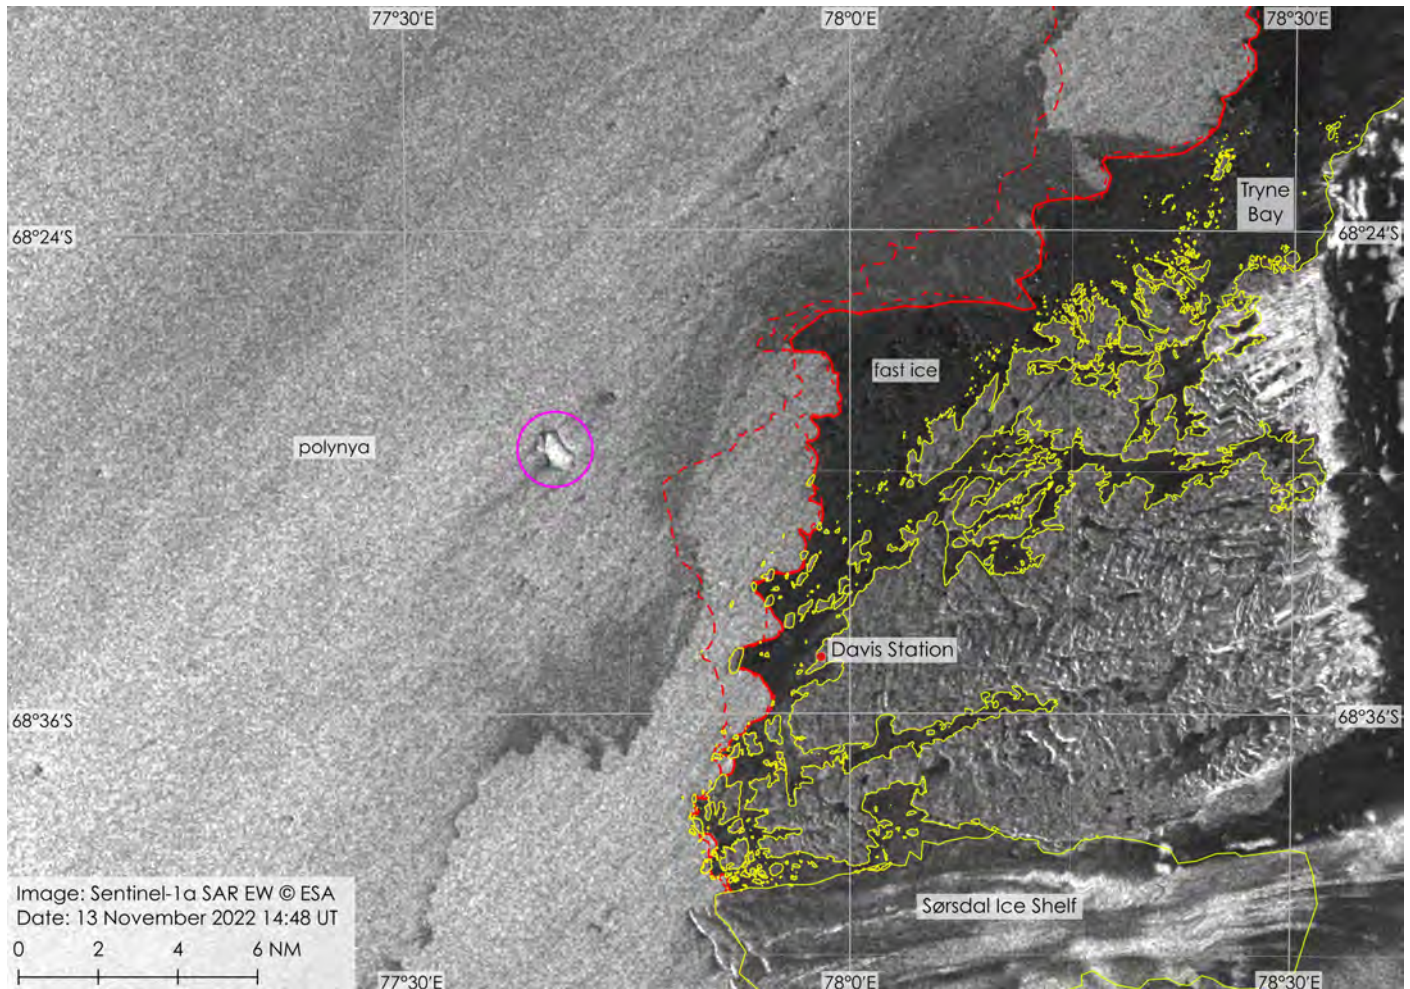 77°30'E
78°0'E
78°30'E
Tryne
Bay
68°24'S
68°24'S
fast ice
polynya
Davis Station
68°36'S
68°36'S
Image: Sentinel-1a SAR EW © ESA
Date: 13 November 2022 14:48 UT
0 2 4 6 NM
Sørsdal Ice Shelf
77°30'E
78°0'E
78°30'E